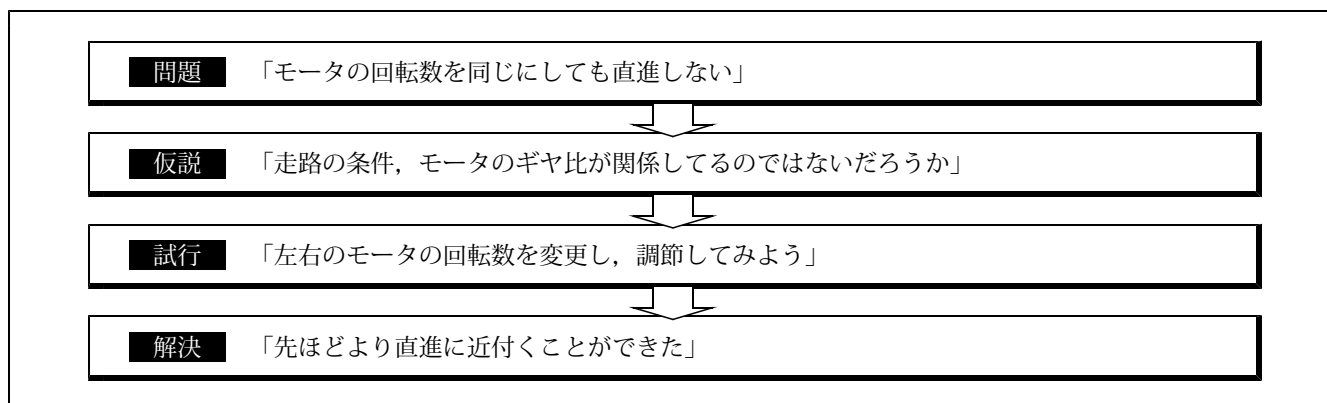 問題 「モータの回転数を同じにしても直進しない」
仮説 「走路の条件，モータのギヤ比が関係してるのではないだろうか」
試行 「左右のモータの回転数を変更し，調節してみよう」
解決 「先ほどより直進に近付くことができた」